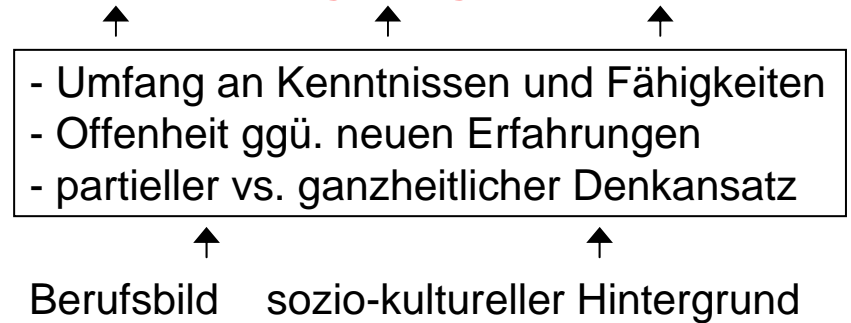 - Umfang an Kenntnissen und Fähigkeiten
- Offenheit ggü. neuen Erfahrungen
- partieller vs. ganzheitlicher Denkansatz
Berufsbild sozio-kultureller Hintergrund